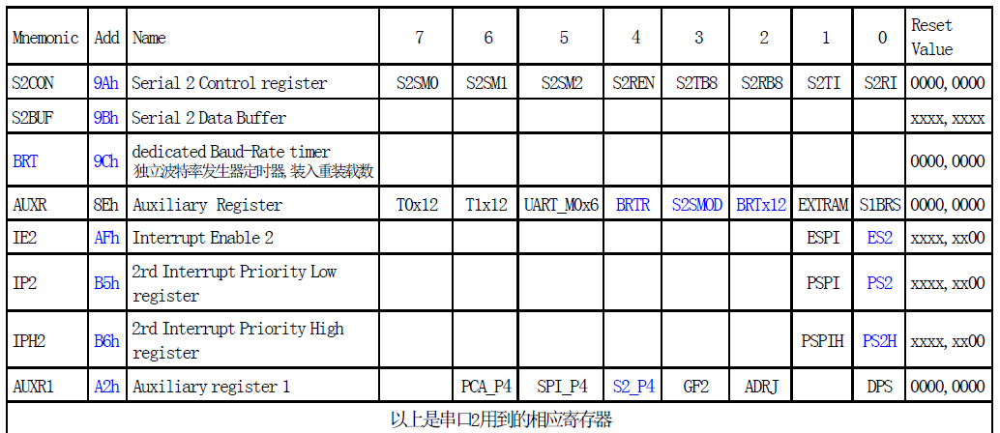 Mnemonic Add Name 7 6 5 4 3 2 1 0 Reset Value
S2CON 9Ah Serial 2 Control register S2SM0 S2SM1 S2SM2 S2REN S2TB8 S2RB8 S2TI S2RI 0000,0000
S2BUF 9Bh Serial 2 Data Buffer xxxx,xxxx
BRT 9Ch dedicated Baud-Rate timer 0000,0000
独立波特率发生器定时器,装入重装载数
AUXR 8Eh Auxiliary Register T0x12 T1x12 UART_M0x6 BRTR S2SMOD BRTx12 EXTRAM S1BRS 0000,0000
IE2 AFh Interrupt Enable 2 ESPI ES2 xxxx,xx00
IP2 B5h 2rd Interrupt Priority Low register PSPI PS2 xxxx,xx00
IPH2 B6h 2rd Interrupt Priority High register PSPIH PS2H xxxx,xx00
AUXR1 A2h Auxiliary register 1 PCA_P4 SPI_P4 S2_P4 GF2 ADRJ DPS 0000,0000
以上是串口2用到的相应寄存器